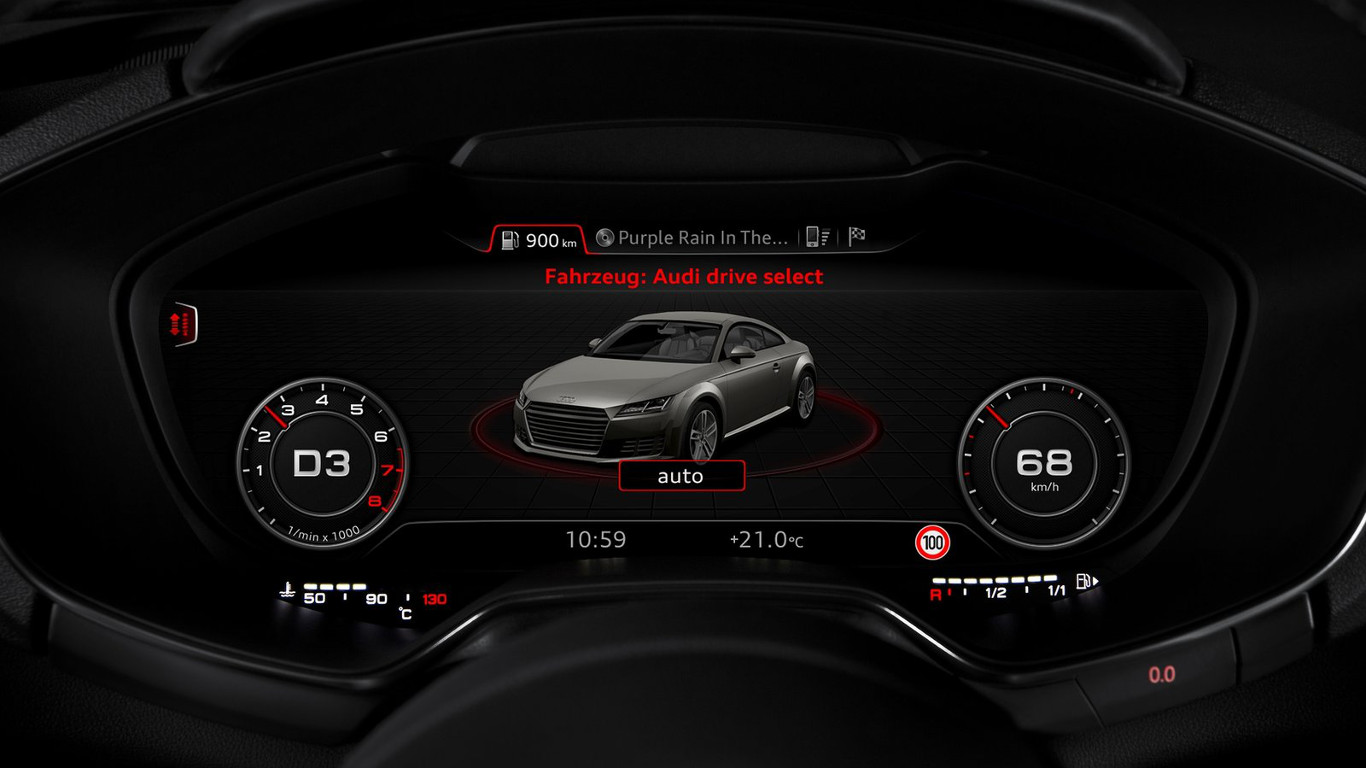 900 km
Purple Rain In The...
Fahrzeug: Audi drive select
1 2 3 4 5 6 7 8
D3
1/min x 1000
68
km/h
auto
10:59
+21.0°C
100
50 90 130
°C
R 1/2 1/1
0.0